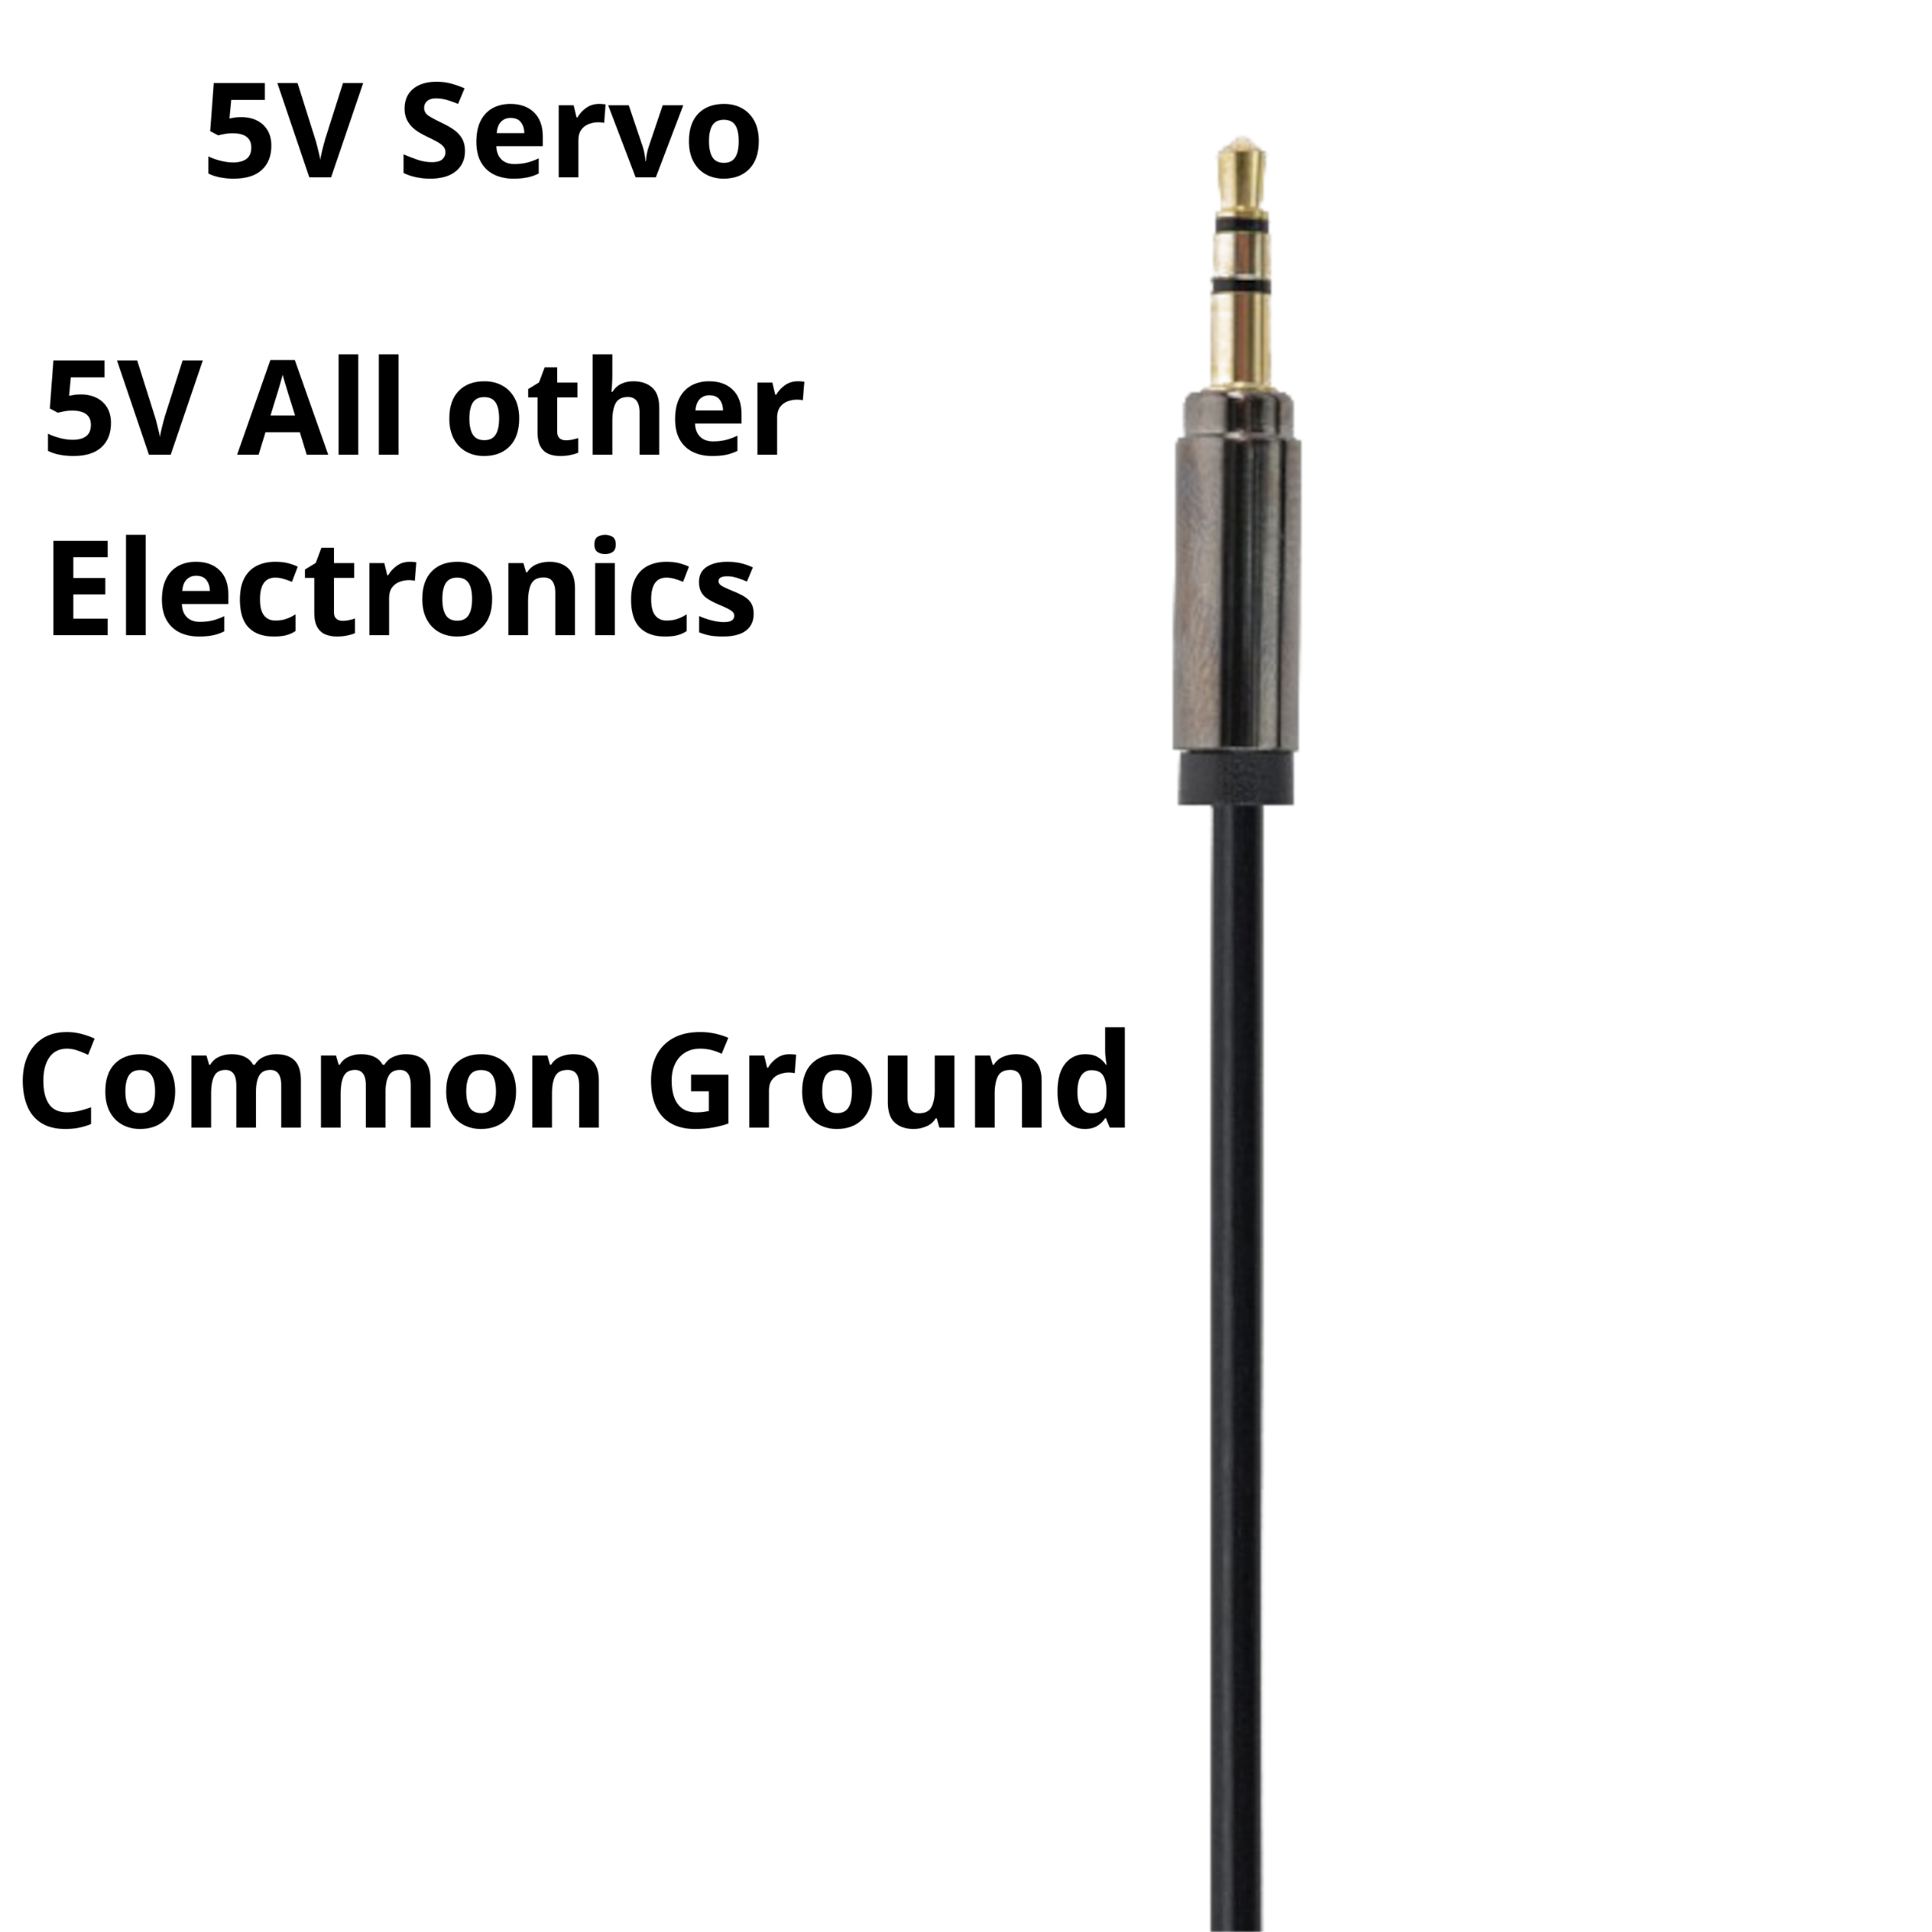 5V Servo
5V All other
Electronics
Common Ground